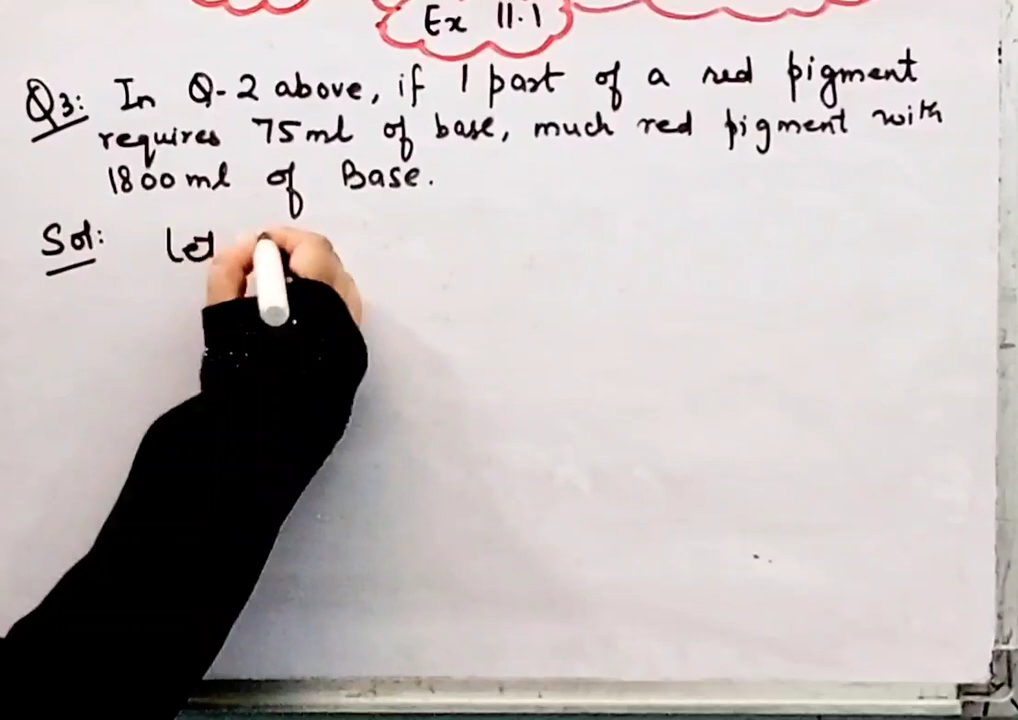 Ex 11.1
Q3: In Q-2 above, if 1 part of a red pigment
requires 75ml of base, much red pigment with
1800ml of Base.
Sol: let